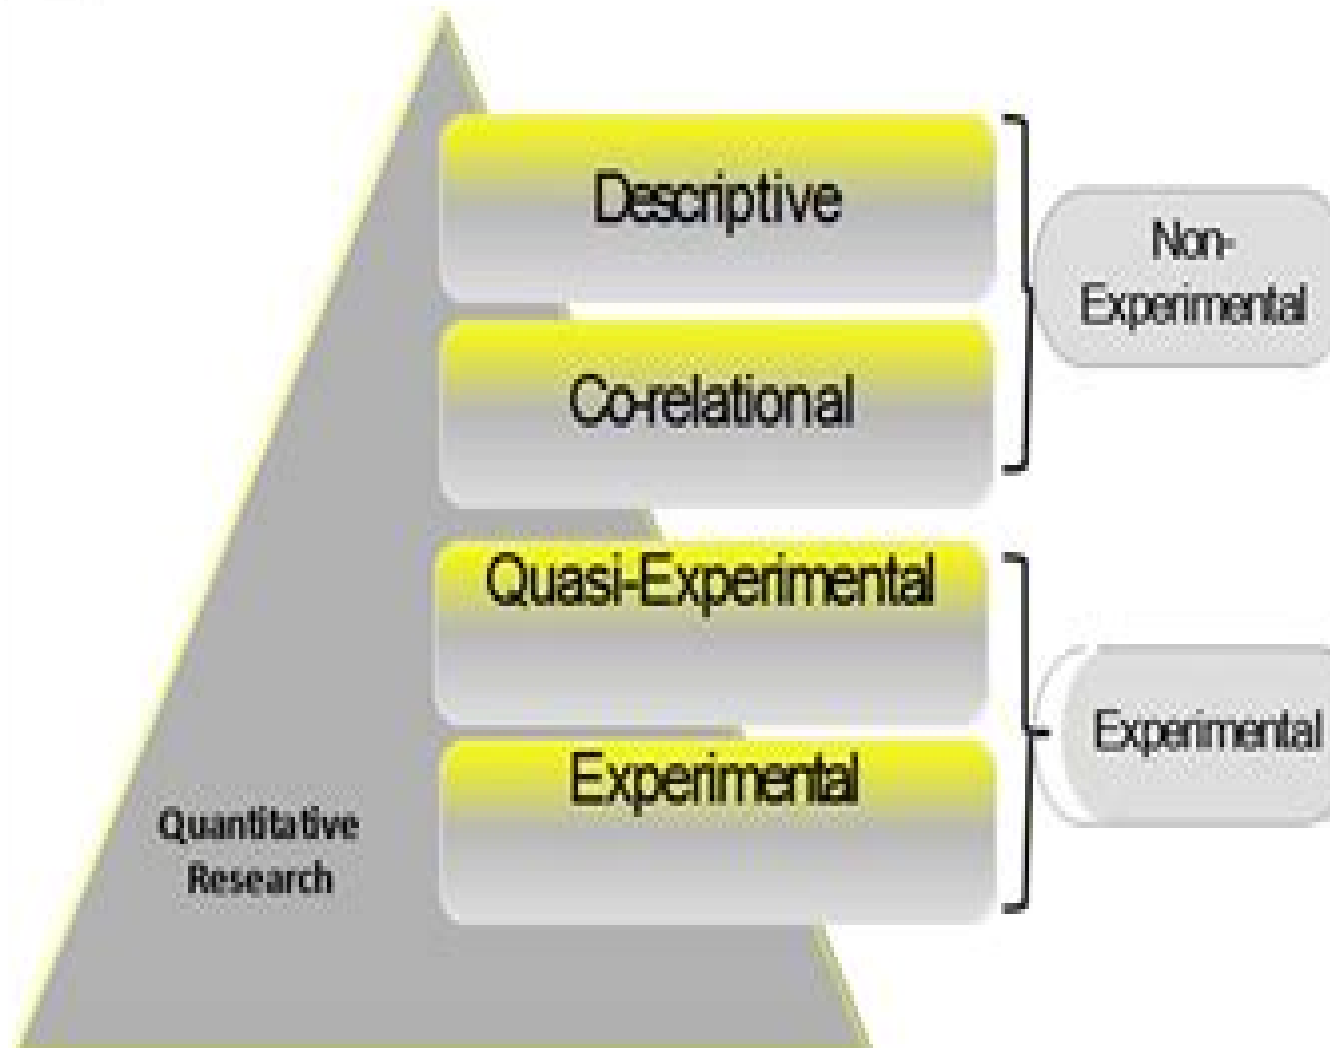 Descriptive
Non-
Experimental
Co-relational
Quasi-Experimental
Experimental
Experimental
Quantitative
Research